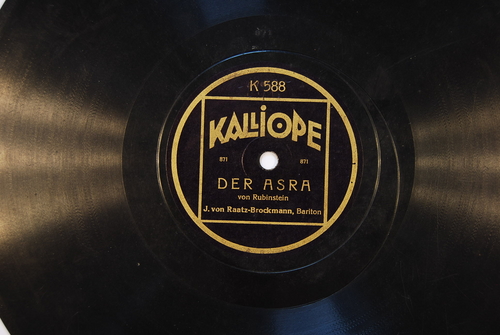 K 588
KALLIOPE
871 871
DER ASRA
von Rubinstein
J. von Raatz-Brockmann, Bariton